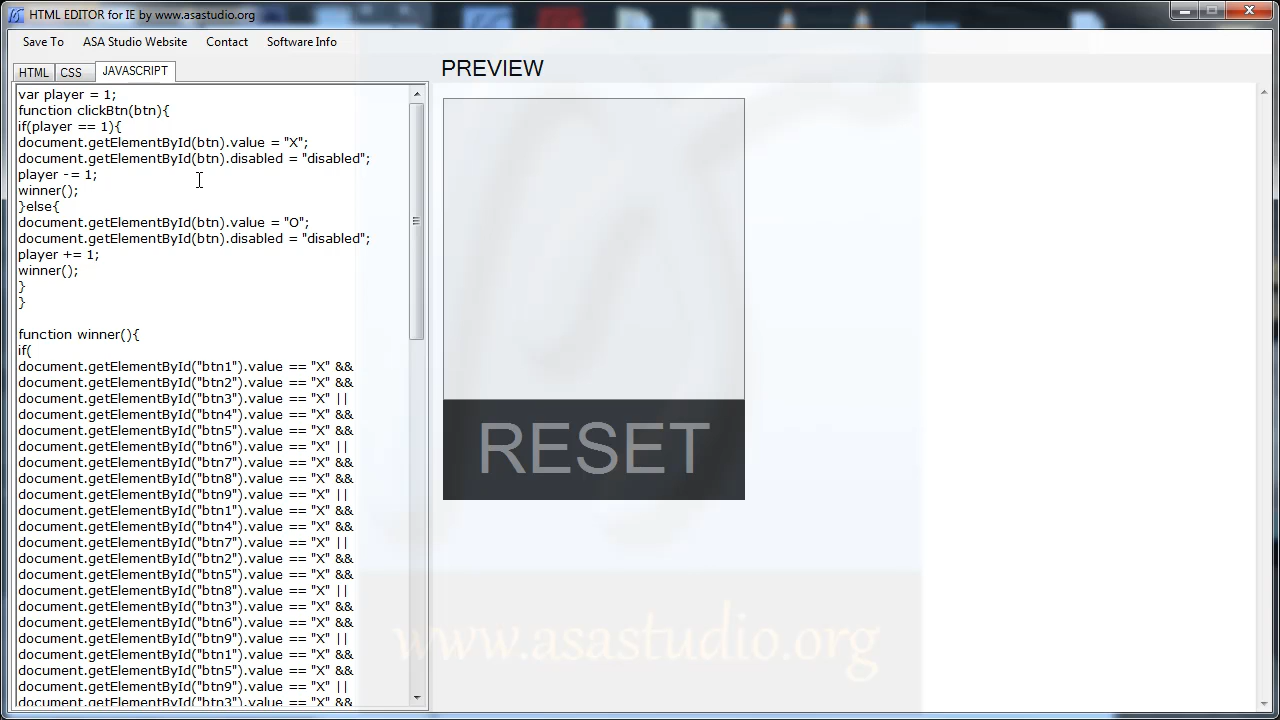 HTML EDITOR for IE by www.asastudio.org
Save To ASA Studio Website Contact Software Info
HTML CSS JAVASCRIPT
PREVIEW
var player = 1;
function clickBtn(btn){
if(player == 1){
document.getElementById(btn).value = "X";
document.getElementById(btn).disabled = "disabled";
player -= 1;
winner();
}else{
document.getElementById(btn).value = "O";
document.getElementById(btn).disabled = "disabled";
player += 1;
winner();
}
}
function winner(){
if(
document.getElementById("btn1").value == "X" &&
document.getElementById("btn2").value == "X" &&
document.getElementById("btn3").value == "X" ||
document.getElementById("btn4").value == "X" &&
document.getElementById("btn5").value == "X" &&
document.getElementById("btn6").value == "X" ||
document.getElementById("btn7").value == "X" &&
document.getElementById("btn8").value == "X" &&
document.getElementById("btn9").value == "X" ||
document.getElementById("btn1").value == "X" &&
document.getElementById("btn4").value == "X" &&
document.getElementById("btn7").value == "X" ||
document.getElementById("btn2").value == "X" &&
document.getElementById("btn5").value == "X" &&
document.getElementById("btn8").value == "X" ||
document.getElementById("btn3").value == "X" &&
document.getElementById("btn6").value == "X" &&
document.getElementById("btn9").value == "X" ||
document.getElementById("btn1").value == "X" &&
document.getElementById("btn5").value == "X" &&
document.getElementById("btn9").value == "X" ||
document.getElementById("btn3").value == "X" &&
RESET
www.asastudio.org